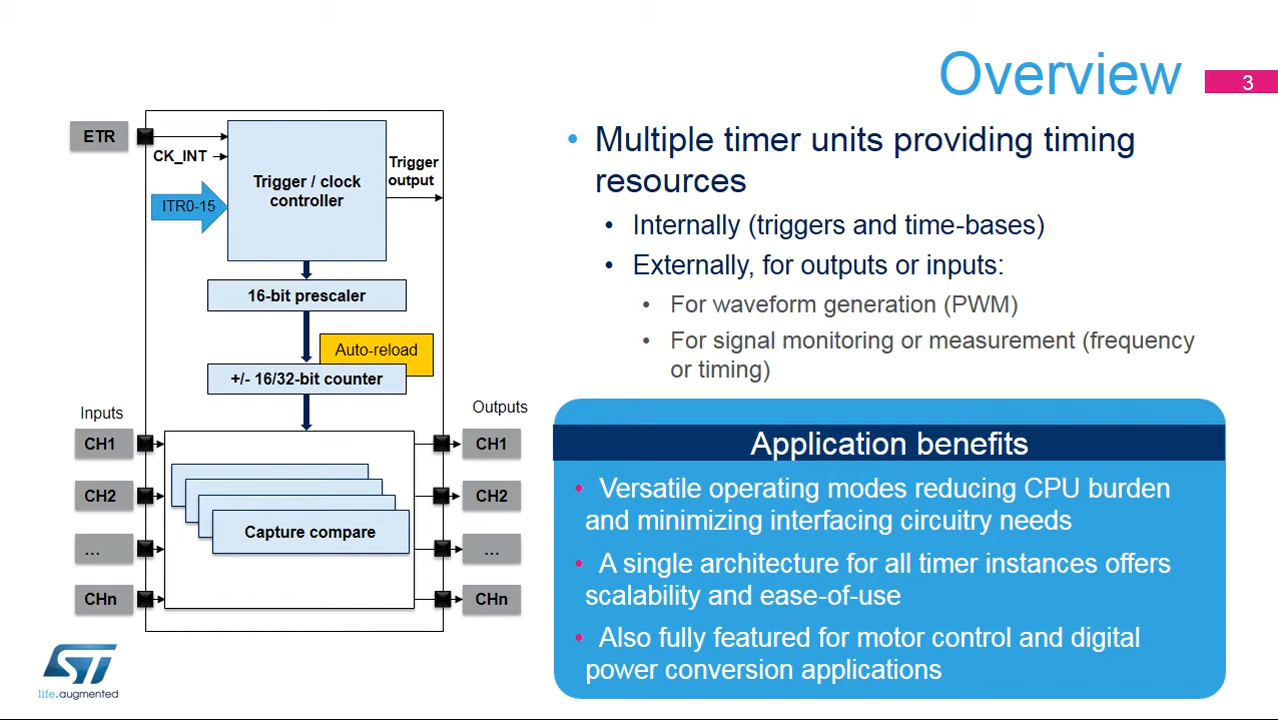 Overview
3
ETR
CK_INT
ITR0-15
Trigger / clock
controller
Trigger
output
16-bit prescaler
Auto-reload
+/- 16/32-bit counter
Inputs
Outputs
CH1
CH1
CH2
CH2
...
...
CHn
CHn
Capture compare
• Multiple timer units providing timing
resources
• Internally (triggers and time-bases)
• Externally, for outputs or inputs:
• For waveform generation (PWM)
• For signal monitoring or measurement (frequency
or timing)
Application benefits
• Versatile operating modes reducing CPU burden
and minimizing interfacing circuitry needs
• A single architecture for all timer instances offers
scalability and ease-of-use
• Also fully featured for motor control and digital
power conversion applications
ST
life.augmented